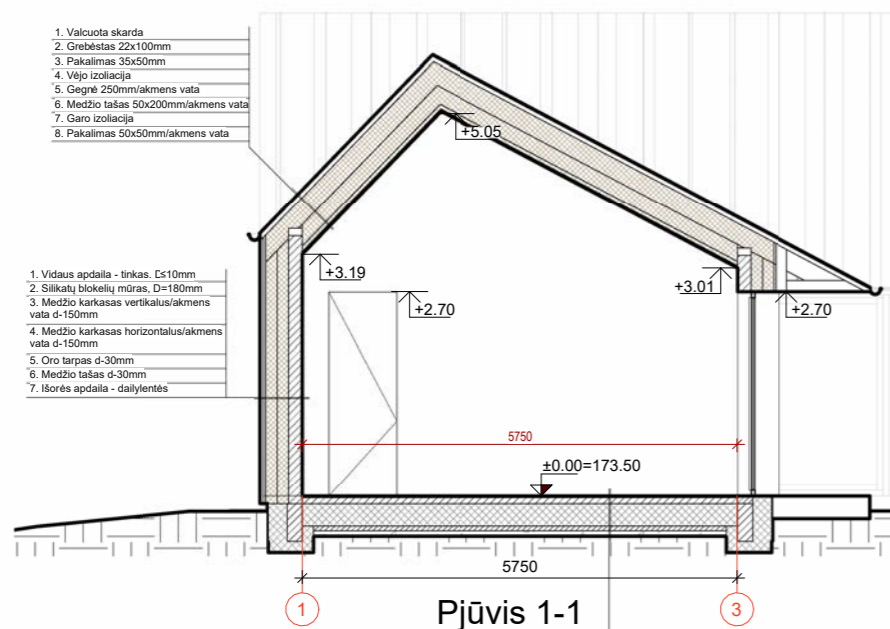 1. Valcuota skarda
2. Grebėstas 22x100mm
3. Pakalimas 35x50mm
4. Vėjo izoliacija
5. Gegnė 250mm/akmens vata
6. Medžio tašas 50x200mm/akmens vata
7. Garo izoliacija
8. Pakalimas 50x50mm/akmens vata
+5.05
1. Vidaus apdaila - tinkas. Ɛ≤10mm
2. Silikatų blokelių mūras, D=180mm
3. Medžio karkasas vertikalus/akmens
vata d-150mm
4. Medžio karkasas horizontalus/akmens
vata d-150mm
5. Oro tarpas d-30mm
6. Medžio tašas d-30mm
7. Išorės apdaila - dailylentės
+3.19
+3.01
+2.70
+2.70
5750
±0.00=173.50
5750
1
Pjūvis 1-1
3